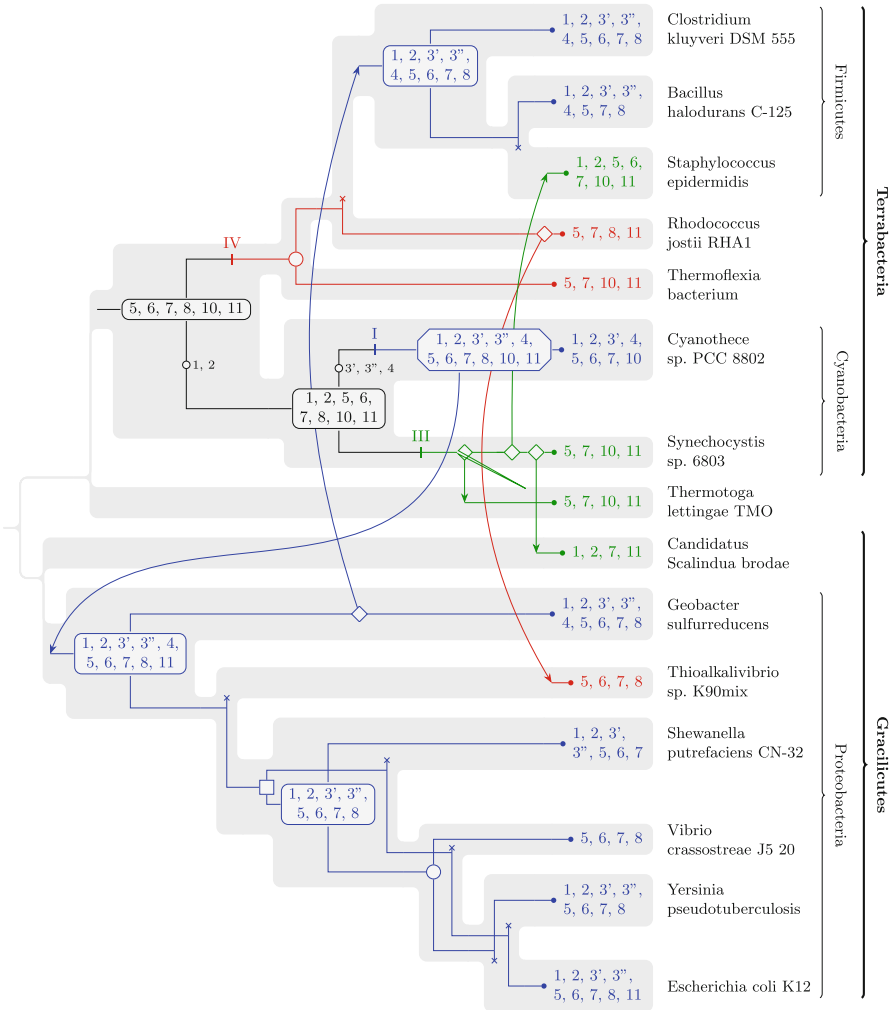 1, 2, 3’, 3”,
4, 5, 6, 7, 8
Clostridium
kluyveri DSM 555
1, 2, 3’, 3”,
4, 5, 6, 7, 8
1, 2, 3’, 3”,
4, 5, 7, 8
Bacillus
halodurans C-125
Firmicutes
1, 2, 5, 6,
7, 10, 11
Staphylococcus
epidermidis
Terrabacteria
IV
5, 7, 8, 11
Rhodococcus
jostii RHA1
5, 7, 10, 11
Thermoflexia
bacterium
5, 6, 7, 8, 10, 11
I
1, 2, 3’, 3”, 4,
5, 6, 7, 8, 10, 11
1, 2, 3’, 4,
5, 6, 7, 10
Cyanothece
sp. PCC 8802
1, 2
3’, 3”, 4
1, 2, 5, 6,
7, 8, 10, 11
Cyanobacteria
III
5, 7, 10, 11
Synechocystis
sp. 6803
5, 7, 10, 11
Thermotoga
lettingae TMO
1, 2, 7, 11
Candidatus
Scalindua brodae
1, 2, 3’, 3”,
4, 5, 6, 7, 8
Geobacter
sulfurreducens
1, 2, 3’, 3”, 4,
5, 6, 7, 8, 11
5, 6, 7, 8
Thioalkalivibrio
sp. K90mix
1, 2, 3’,
3”, 5, 6, 7
Shewanella
putrefaciens CN-32
Gracilicutes
Proteobacteria
1, 2, 3’, 3”,
5, 6, 7, 8
5, 6, 7, 8
Vibrio
crassostreae J5 20
1, 2, 3’, 3”,
5, 6, 7, 8
Yersinia
pseudotuberculosis
1, 2, 3’, 3”,
5, 6, 7, 8, 11
Escherichia coli K12